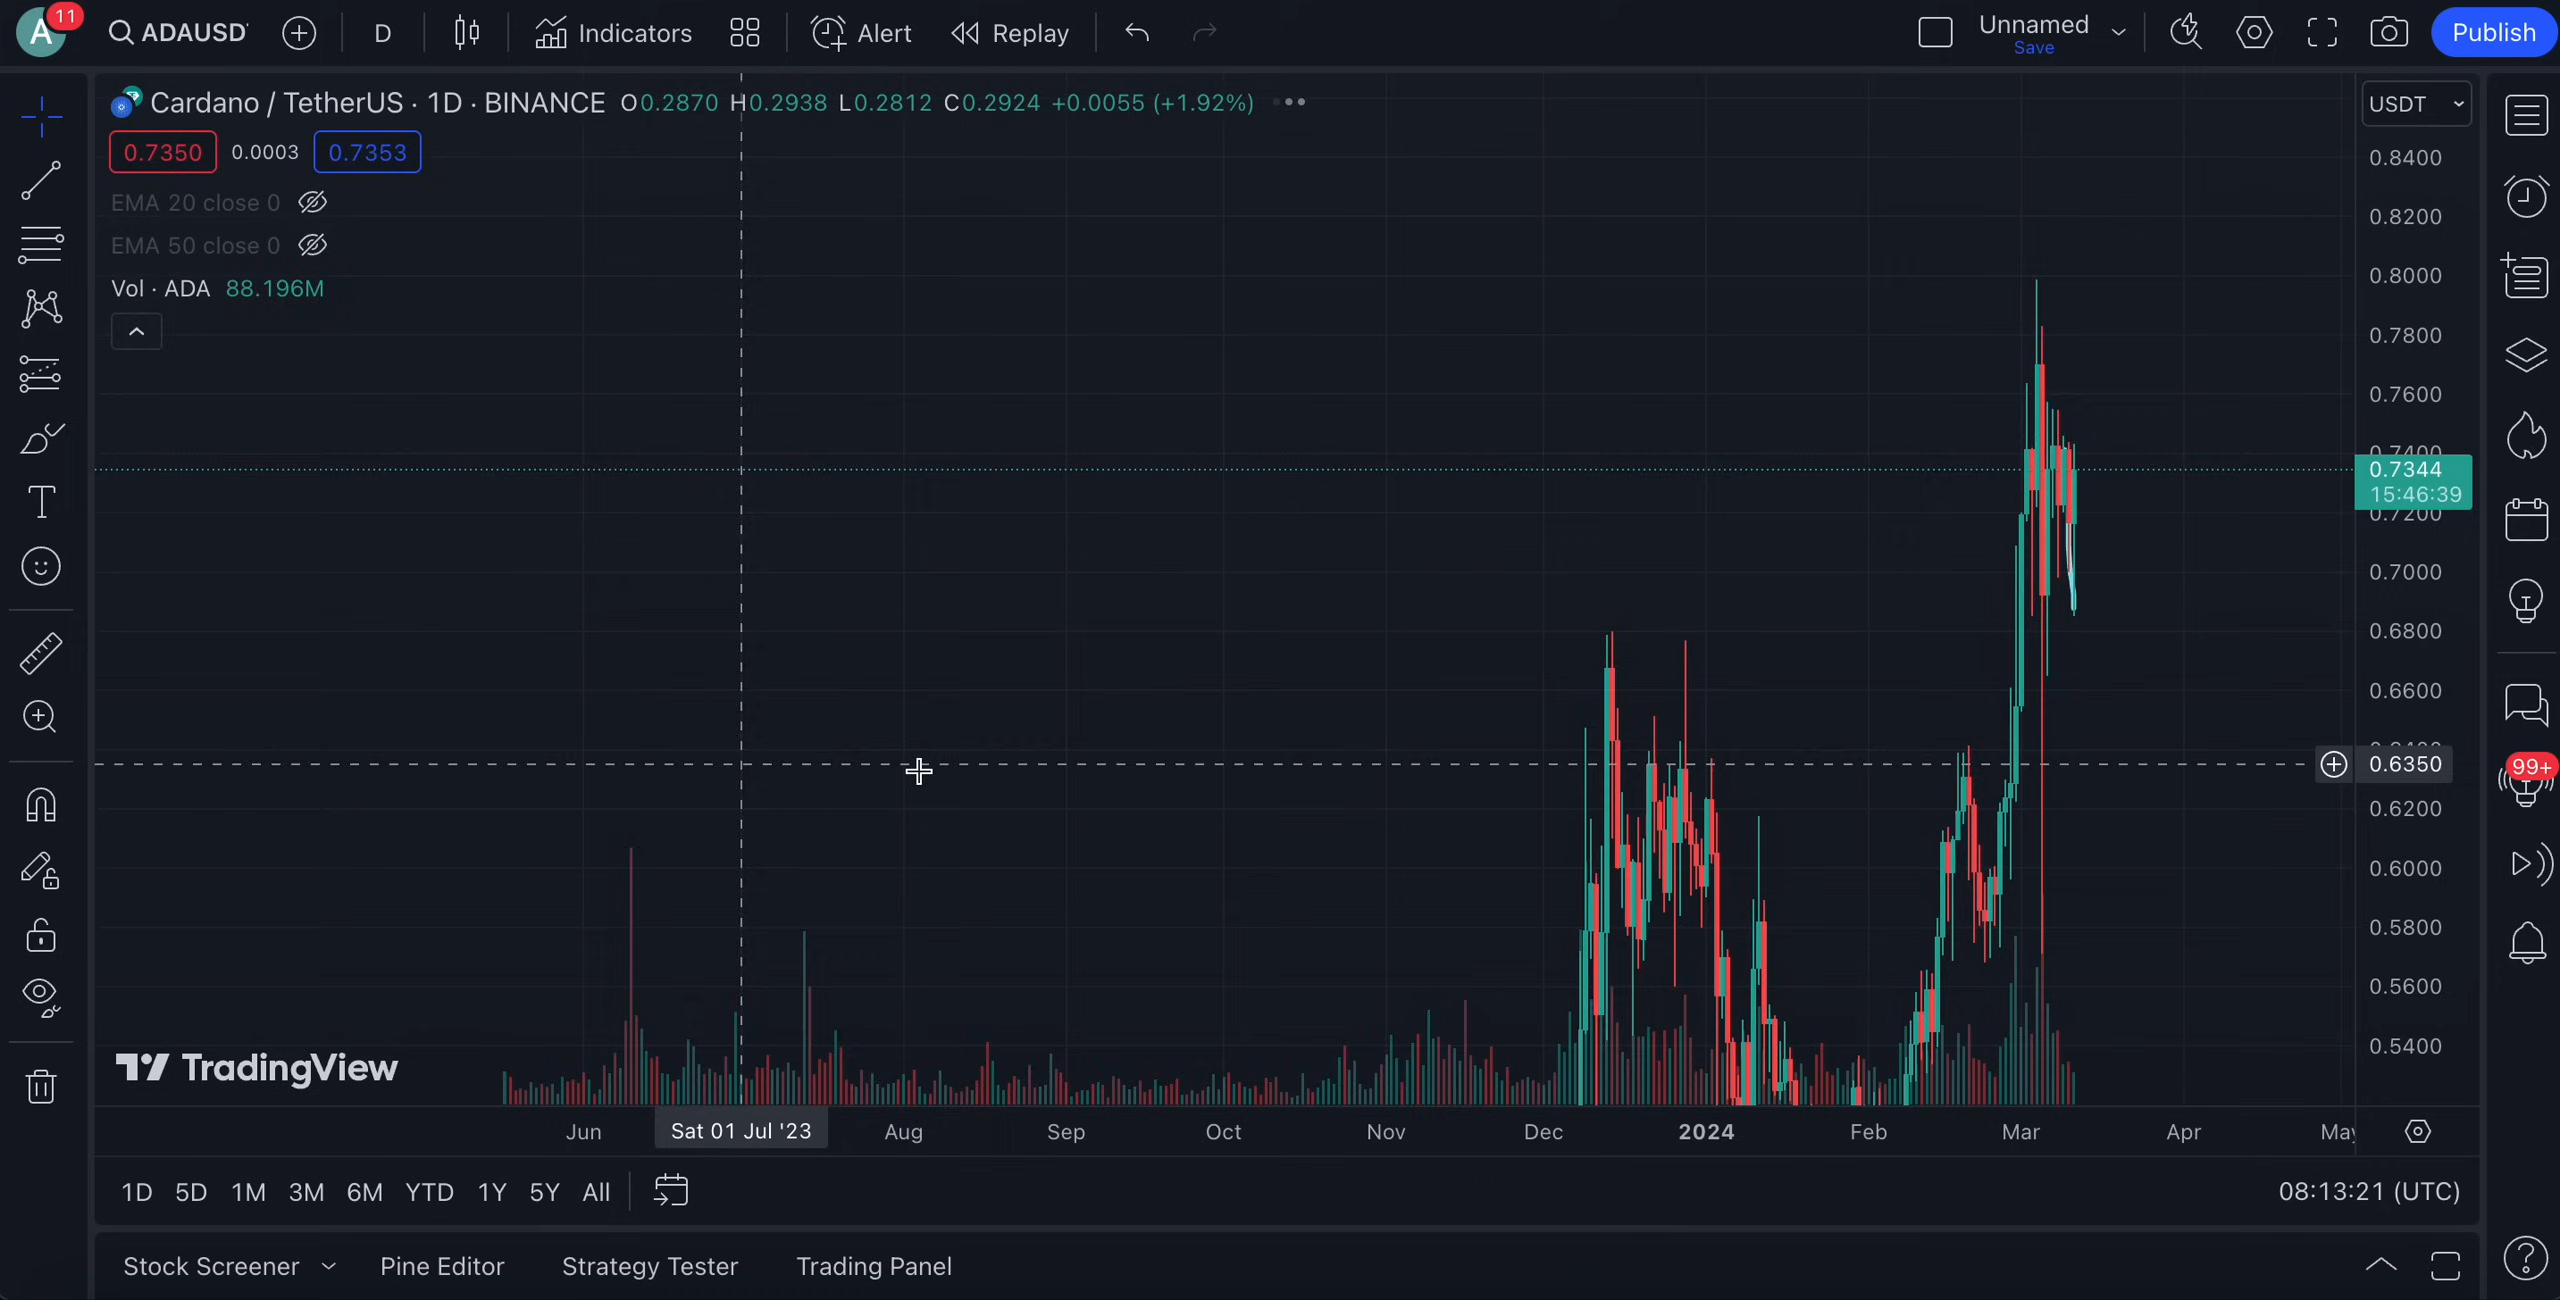 A 11 ADAUSD D Indicators Alert Replay Unnamed Save Publish
Cardano / TetherUS · 1D · BINANCE O0.2870 H0.2938 L0.2812 C0.2924 +0.0055 (+1.92%)
USDT
0.7350 0.0003 0.7353
EMA 20 close 0
EMA 50 close 0
Vol · ADA 88.196M
0.8400
0.8200
0.8000
0.7800
0.7600
0.7400
0.7344
15:46:39
0.7200
0.7000
0.6800
0.6600
0.6350
99+
0.6200
0.6000
0.5800
0.5600
0.5400
TradingView
Jun Sat 01 Jul '23 Aug Sep Oct Nov Dec 2024 Feb Mar Apr May
1D 5D 1M 3M 6M YTD 1Y 5Y All 08:13:21 (UTC)
Stock Screener Pine Editor Strategy Tester Trading Panel